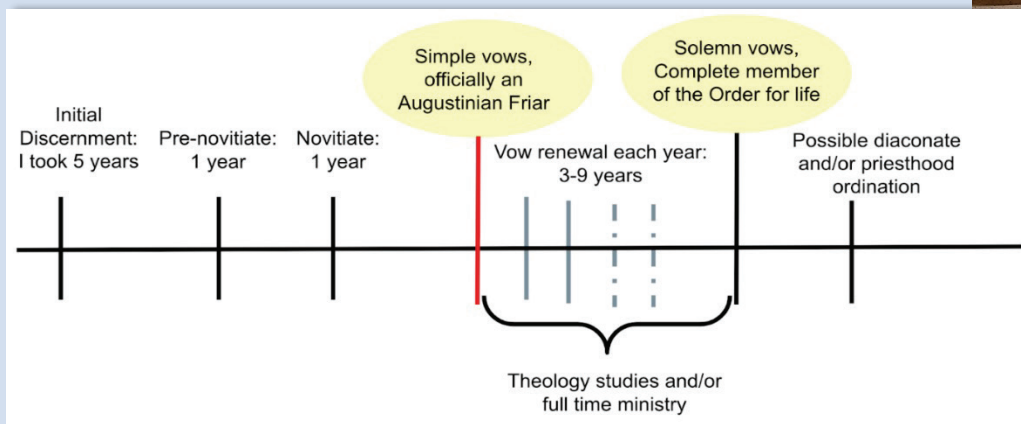 Initial
Discernment:
I took 5 years
Pre-novitiate:
1 year
Novitiate:
1 year
Simple vows,
officially an
Augustinian Friar
Vow renewal each year:
3-9 years
Solemn vows,
Complete member
of the Order for life
Possible diaconate
and/or priesthood
ordination
Theology studies and/or
full time ministry